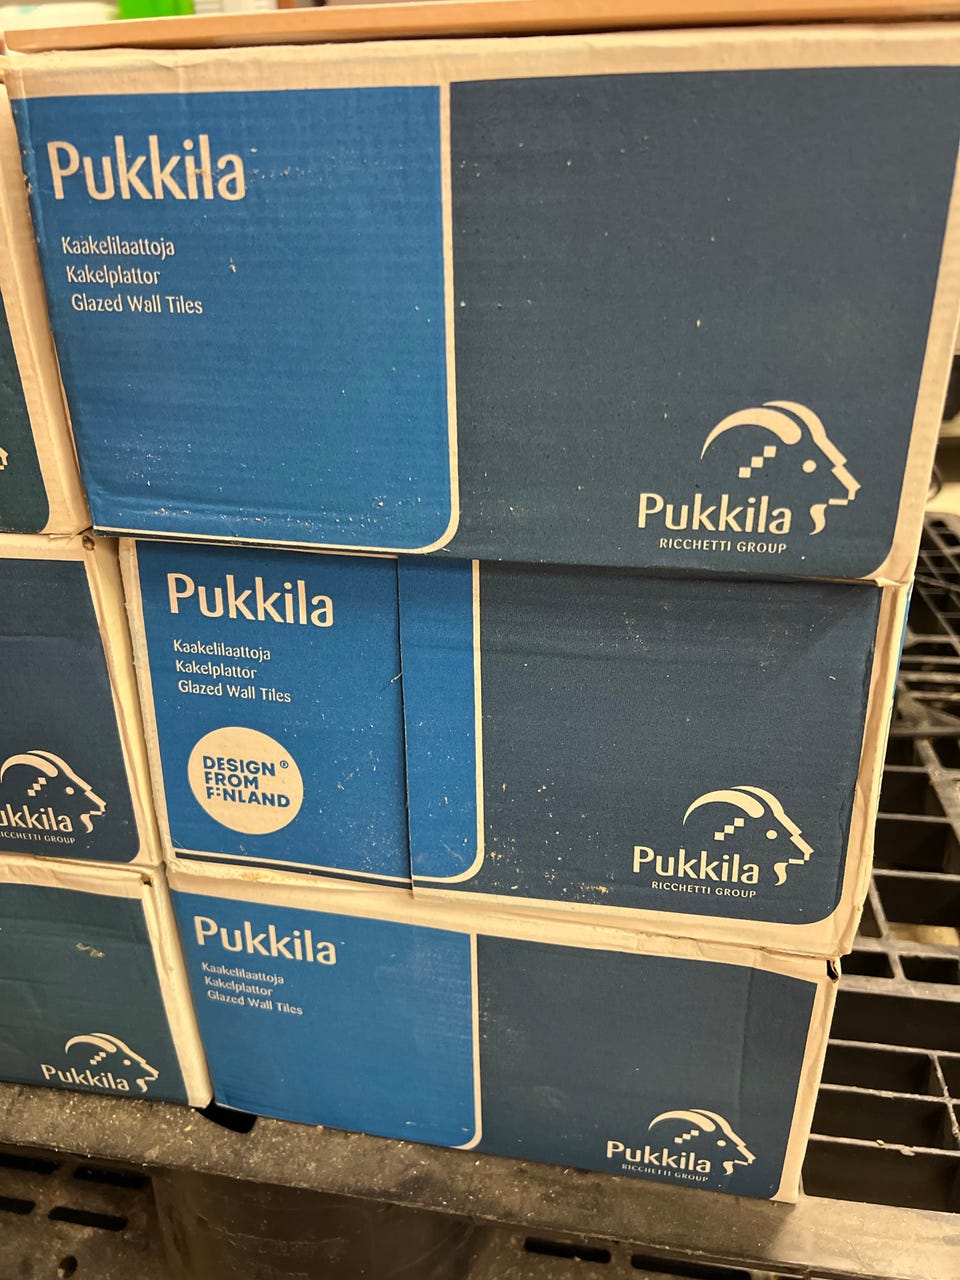 Pukkila
Kaakelilaattoja
Kakelplattor
Glazed Wall Tiles
Pukkila
RICCHETTI GROUP
Pukkila
Kaakelilaattoja
Kakelplattor
Glazed Wall Tiles
DESIGN ®
FROM
FINLAND
Pukkila
RICCHETTI GROUP
Pukkila
Kaakelilaattoja
Kakelplattor
Glazed Wall Tiles
Pukkila
RICCHETTI GROUP
ukkila
ICCHETTI GROUP
Pukkila